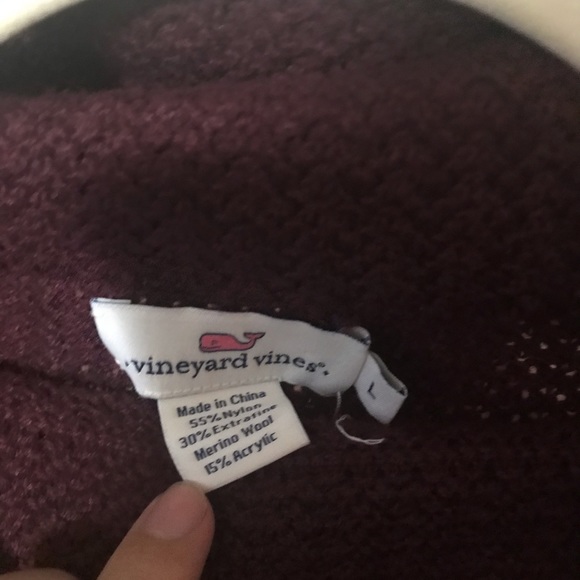 vineyard vines®.
L
Made in China
55% Nylon
30% Extrafine
Merino Wool
15% Acrylic